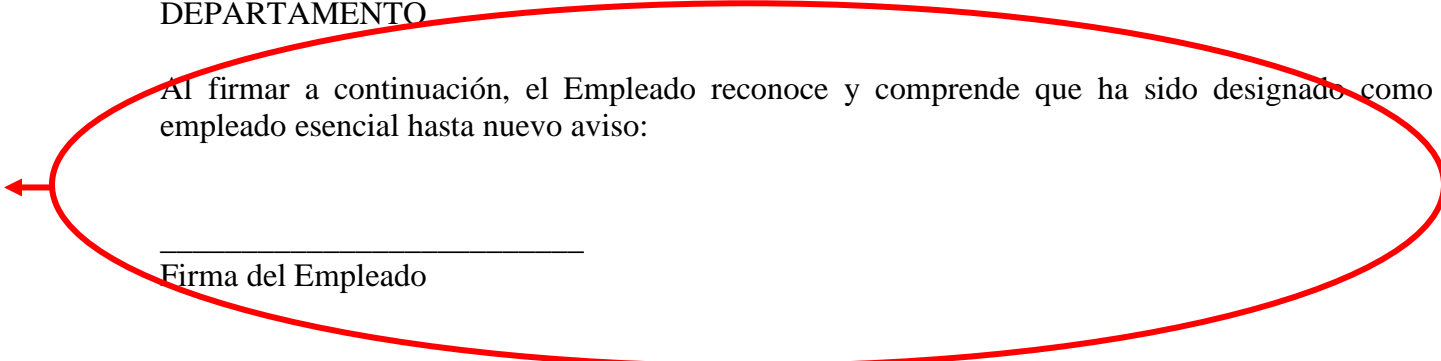 DEPARTAMENTO
Al firmar a continuación, el Empleado reconoce y comprende que ha sido designado como
empleado esencial hasta nuevo aviso:
__________________________
Firma del Empleado